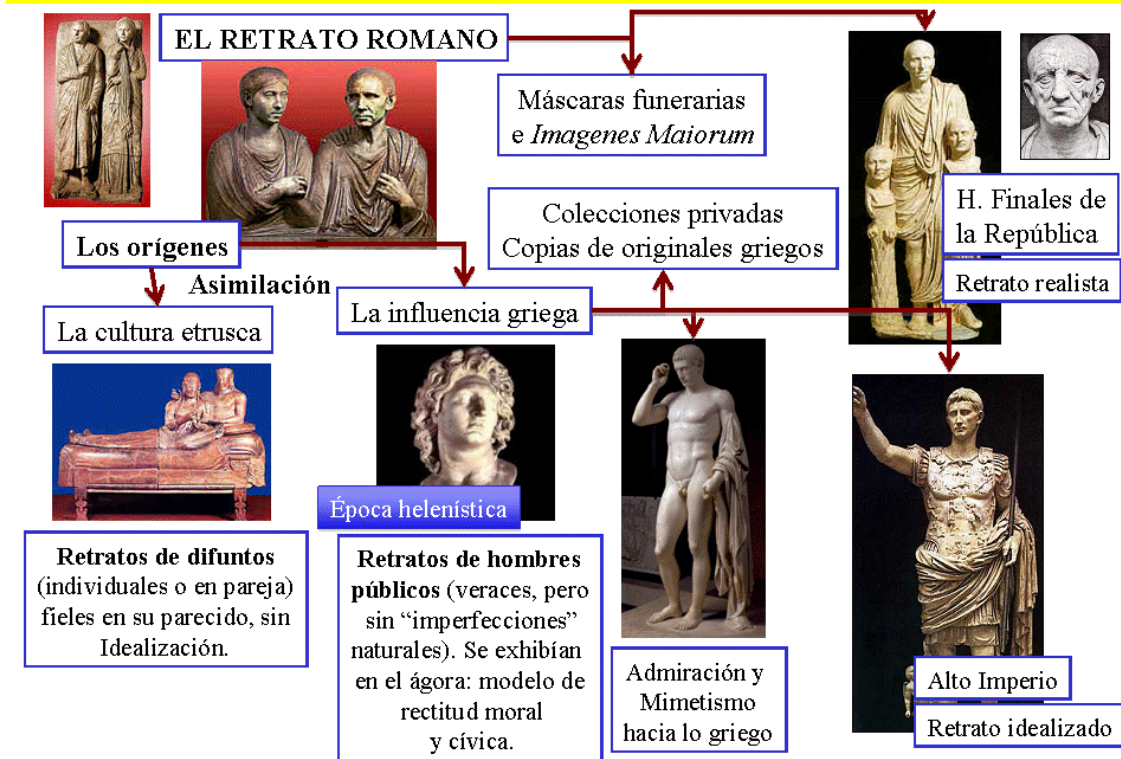 EL RETRATO ROMANO
Máscaras funerarias
e Imagenes Maiorum
H. Finales de
la República
Retrato realista
Colecciones privadas
Copias de originales griegos
Los orígenes
Asimilación
La cultura etrusca
La influencia griega
Época helenística
Retratos de difuntos
(individuales o en pareja)
fieles en su parecido, sin
Idealización.
Retratos de hombres
públicos (veraces, pero
sin “imperfecciones”
naturales). Se exhibían
en el ágora: modelo de
rectitud moral
y cívica.
Admiración y
Mimetismo
hacia lo griego
Alto Imperio
Retrato idealizado